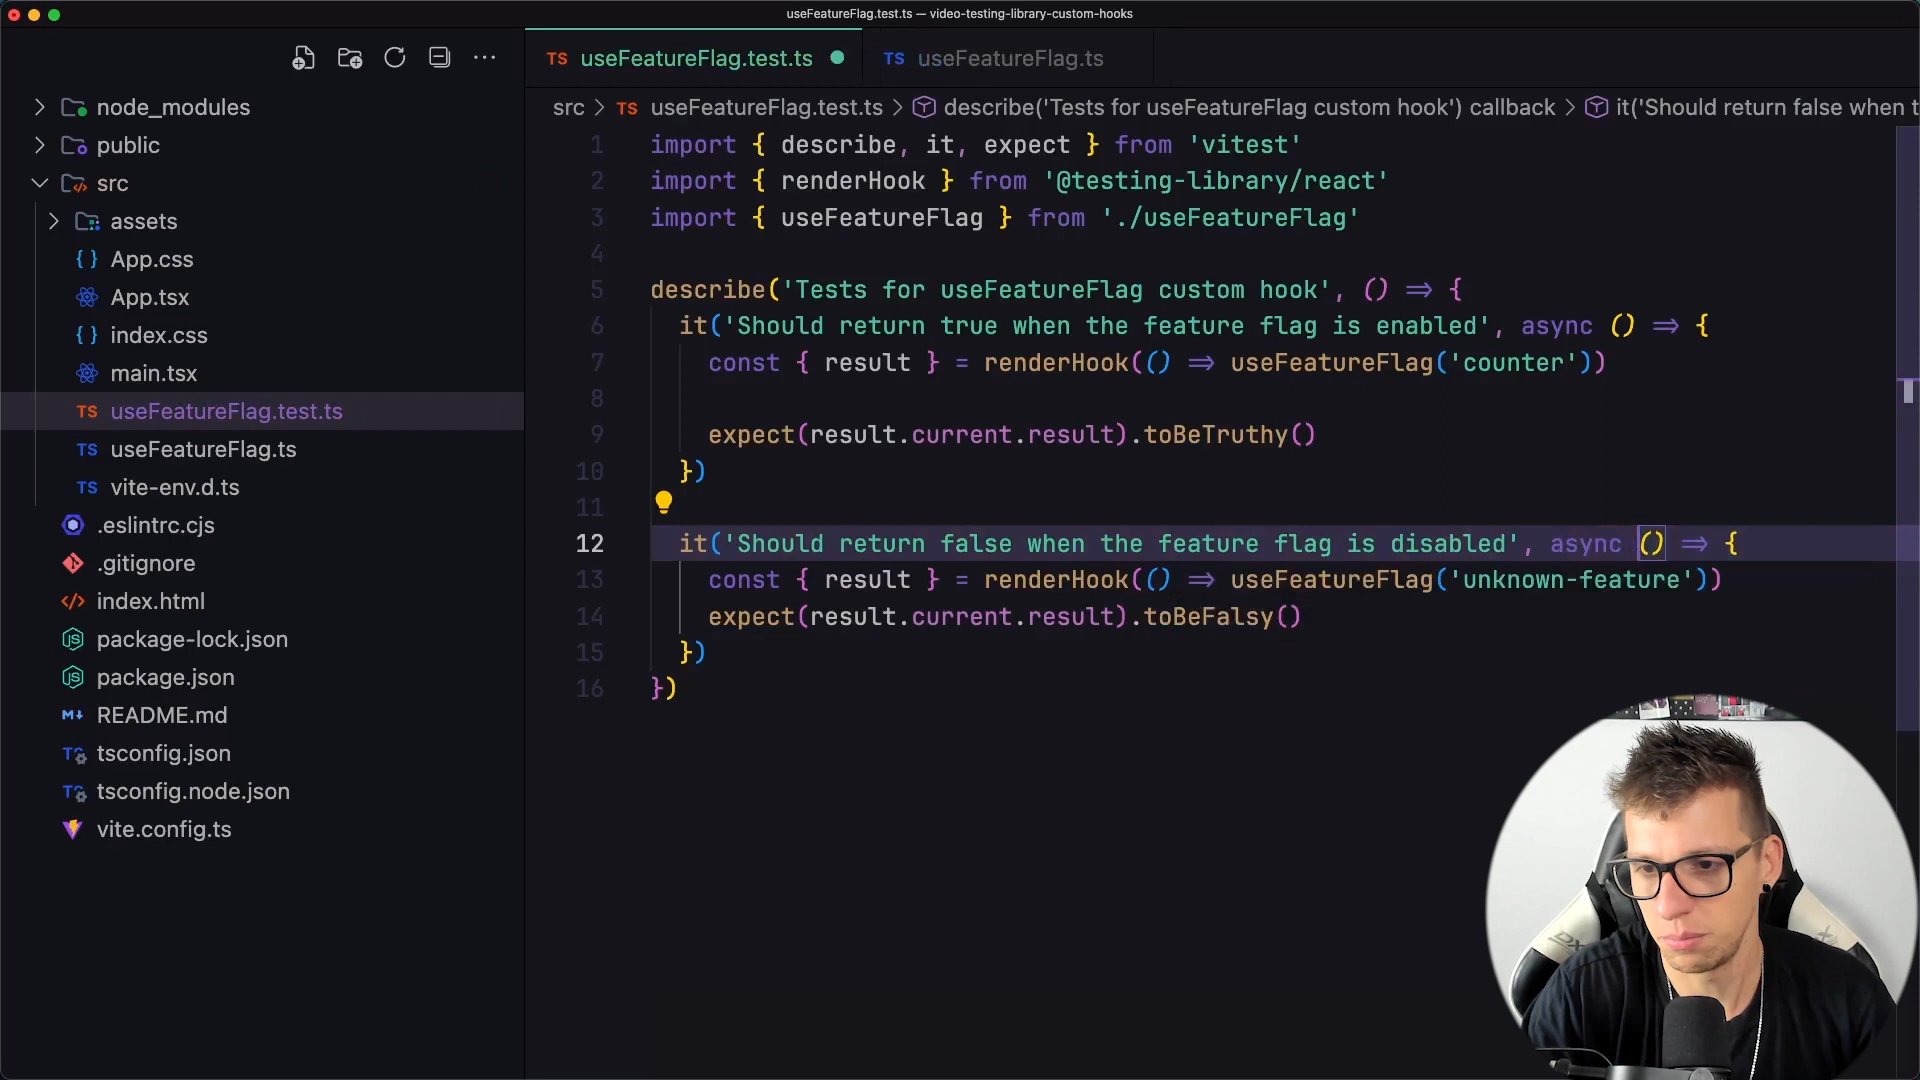 useFeatureFlag.test.ts — video-testing-library-custom-hooks
TS useFeatureFlag.test.ts
TS useFeatureFlag.ts
src > TS useFeatureFlag.test.ts > describe('Tests for useFeatureFlag custom hook') callback > it('Should return false when t
node_modules
public
src
assets
{ } App.css
App.tsx
{ } index.css
main.tsx
TS useFeatureFlag.test.ts
TS useFeatureFlag.ts
TS vite-env.d.ts
.eslintrc.cjs
.gitignore
</> index.html
JS package-lock.json
JS package.json
M↓ README.md
TS tsconfig.json
TS tsconfig.node.json
vite.config.ts
1 import { describe, it, expect } from 'vitest'
2 import { renderHook } from '@testing-library/react'
3 import { useFeatureFlag } from './useFeatureFlag'
4
5 describe('Tests for useFeatureFlag custom hook', () => {
6 it('Should return true when the feature flag is enabled', async () => {
7 const { result } = renderHook(() => useFeatureFlag('counter'))
8
9 expect(result.current.result).toBeTruthy()
10 })
11
12 it('Should return false when the feature flag is disabled', async () => {
13 const { result } = renderHook(() => useFeatureFlag('unknown-feature'))
14 expect(result.current.result).toBeFalsy()
15 })
16 })
DX